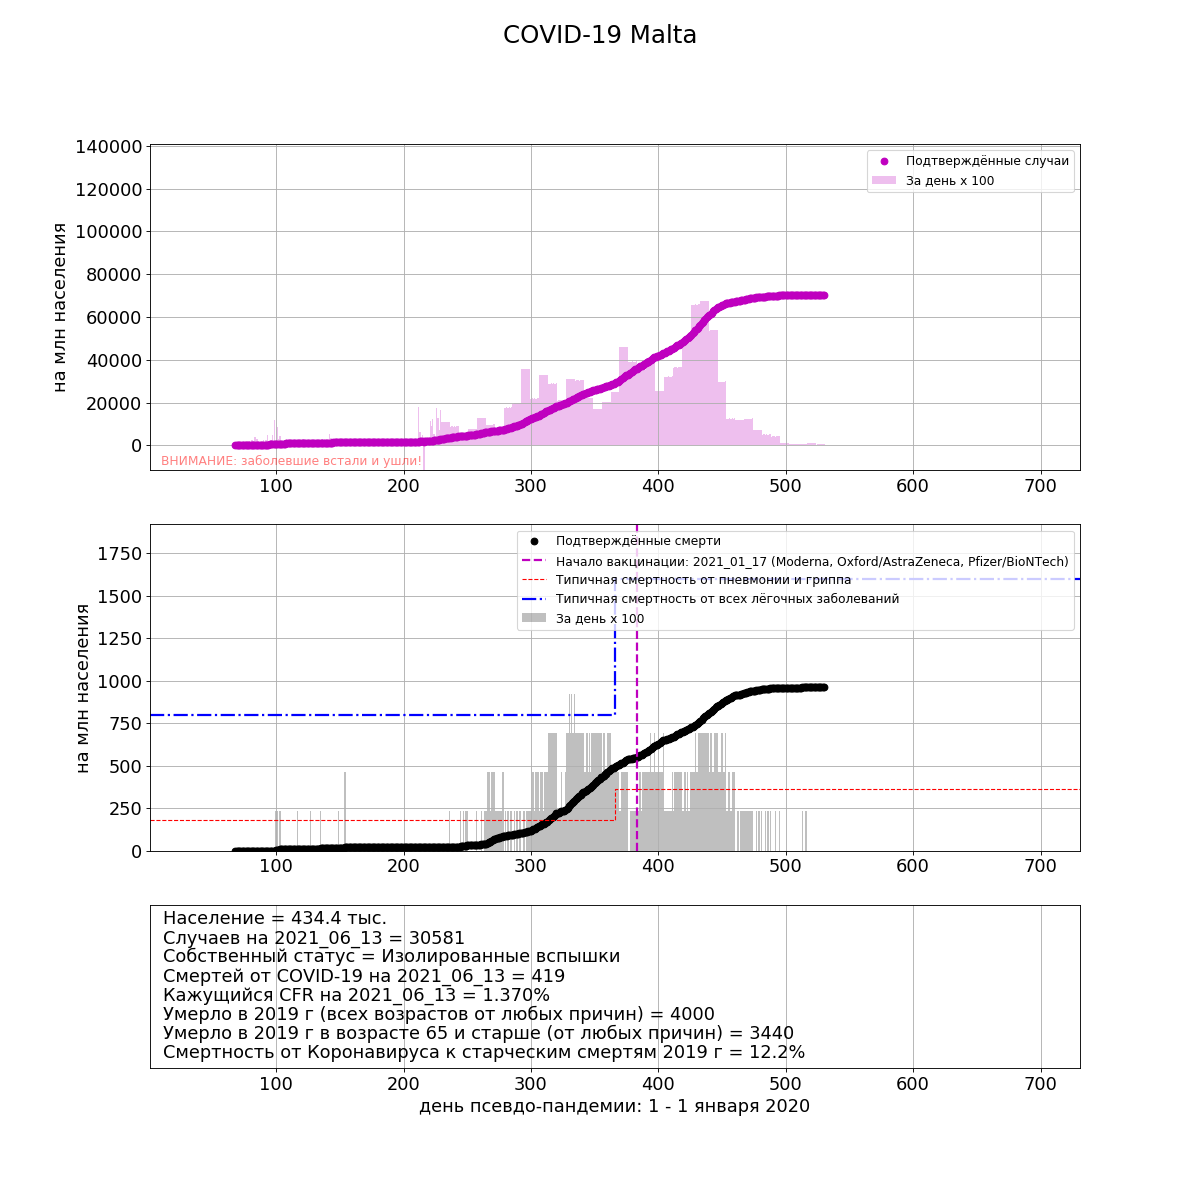 COVID-19 Malta
140000
120000
100000
80000
60000
40000
20000
0
на млн населения
Подтверждённые случаи
За день x 100
ВНИМАНИЕ: заболевшие встали и ушли!
100 200 300 400 500 600 700
1750
1500
1250
1000
750
500
250
0
на млн населения
Подтверждённые смерти
Начало вакцинации: 2021_01_17 (Moderna, Oxford/AstraZeneca, Pfizer/BioNTech)
Типичная смертность от пневмонии и гриппа
Типичная смертность от всех лёгочных заболеваний
За день x 100
100 200 300 400 500 600 700
Население = 434.4 тыс.
Случаев на 2021_06_13 = 30581
Собственный статус = Изолированные вспышки
Смертей от COVID-19 на 2021_06_13 = 419
Кажущийся CFR на 2021_06_13 = 1.370%
Умерло в 2019 г (всех возрастов от любых причин) = 4000
Умерло в 2019 г в возрасте 65 и старше (от любых причин) = 3440
Смертность от Коронавируса к старческим смертям 2019 г = 12.2%
100 200 300 400 500 600 700
день псевдо-пандемии: 1 - 1 января 2020